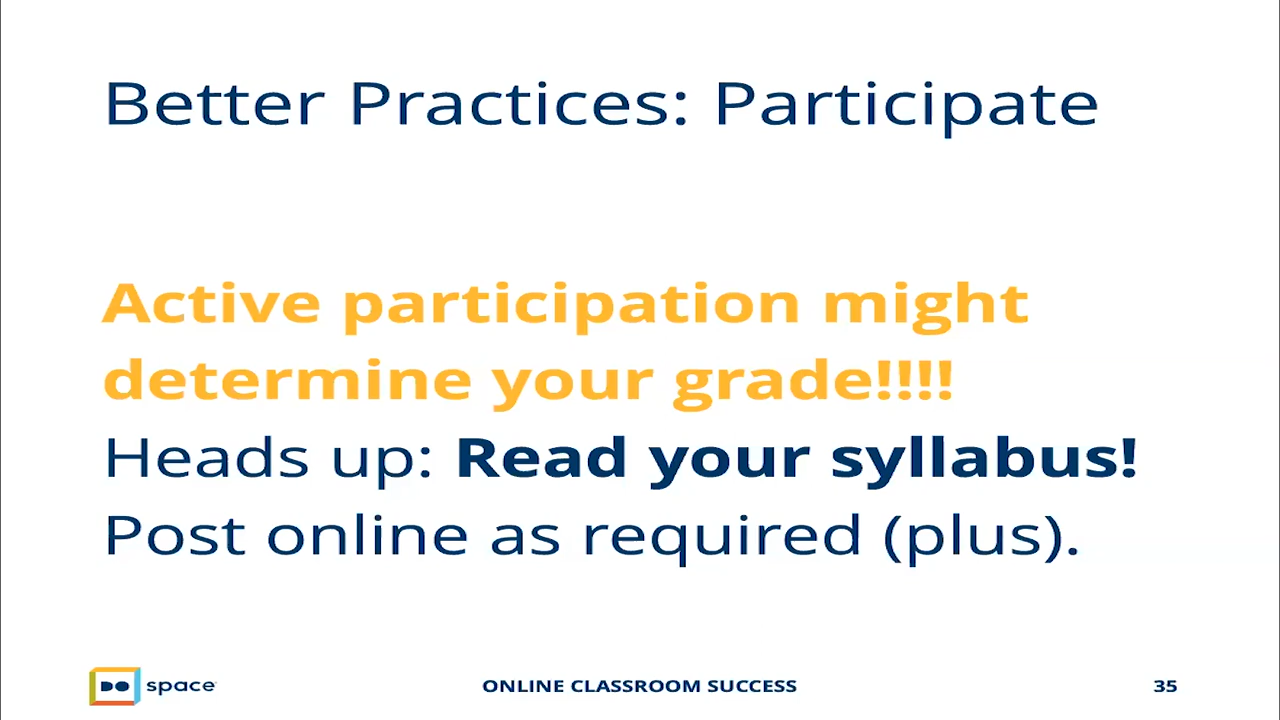 Better Practices: Participate
Active participation might
determine your grade!!!!
Heads up: Read your syllabus!
Post online as required (plus).
DO space
ONLINE CLASSROOM SUCCESS
35